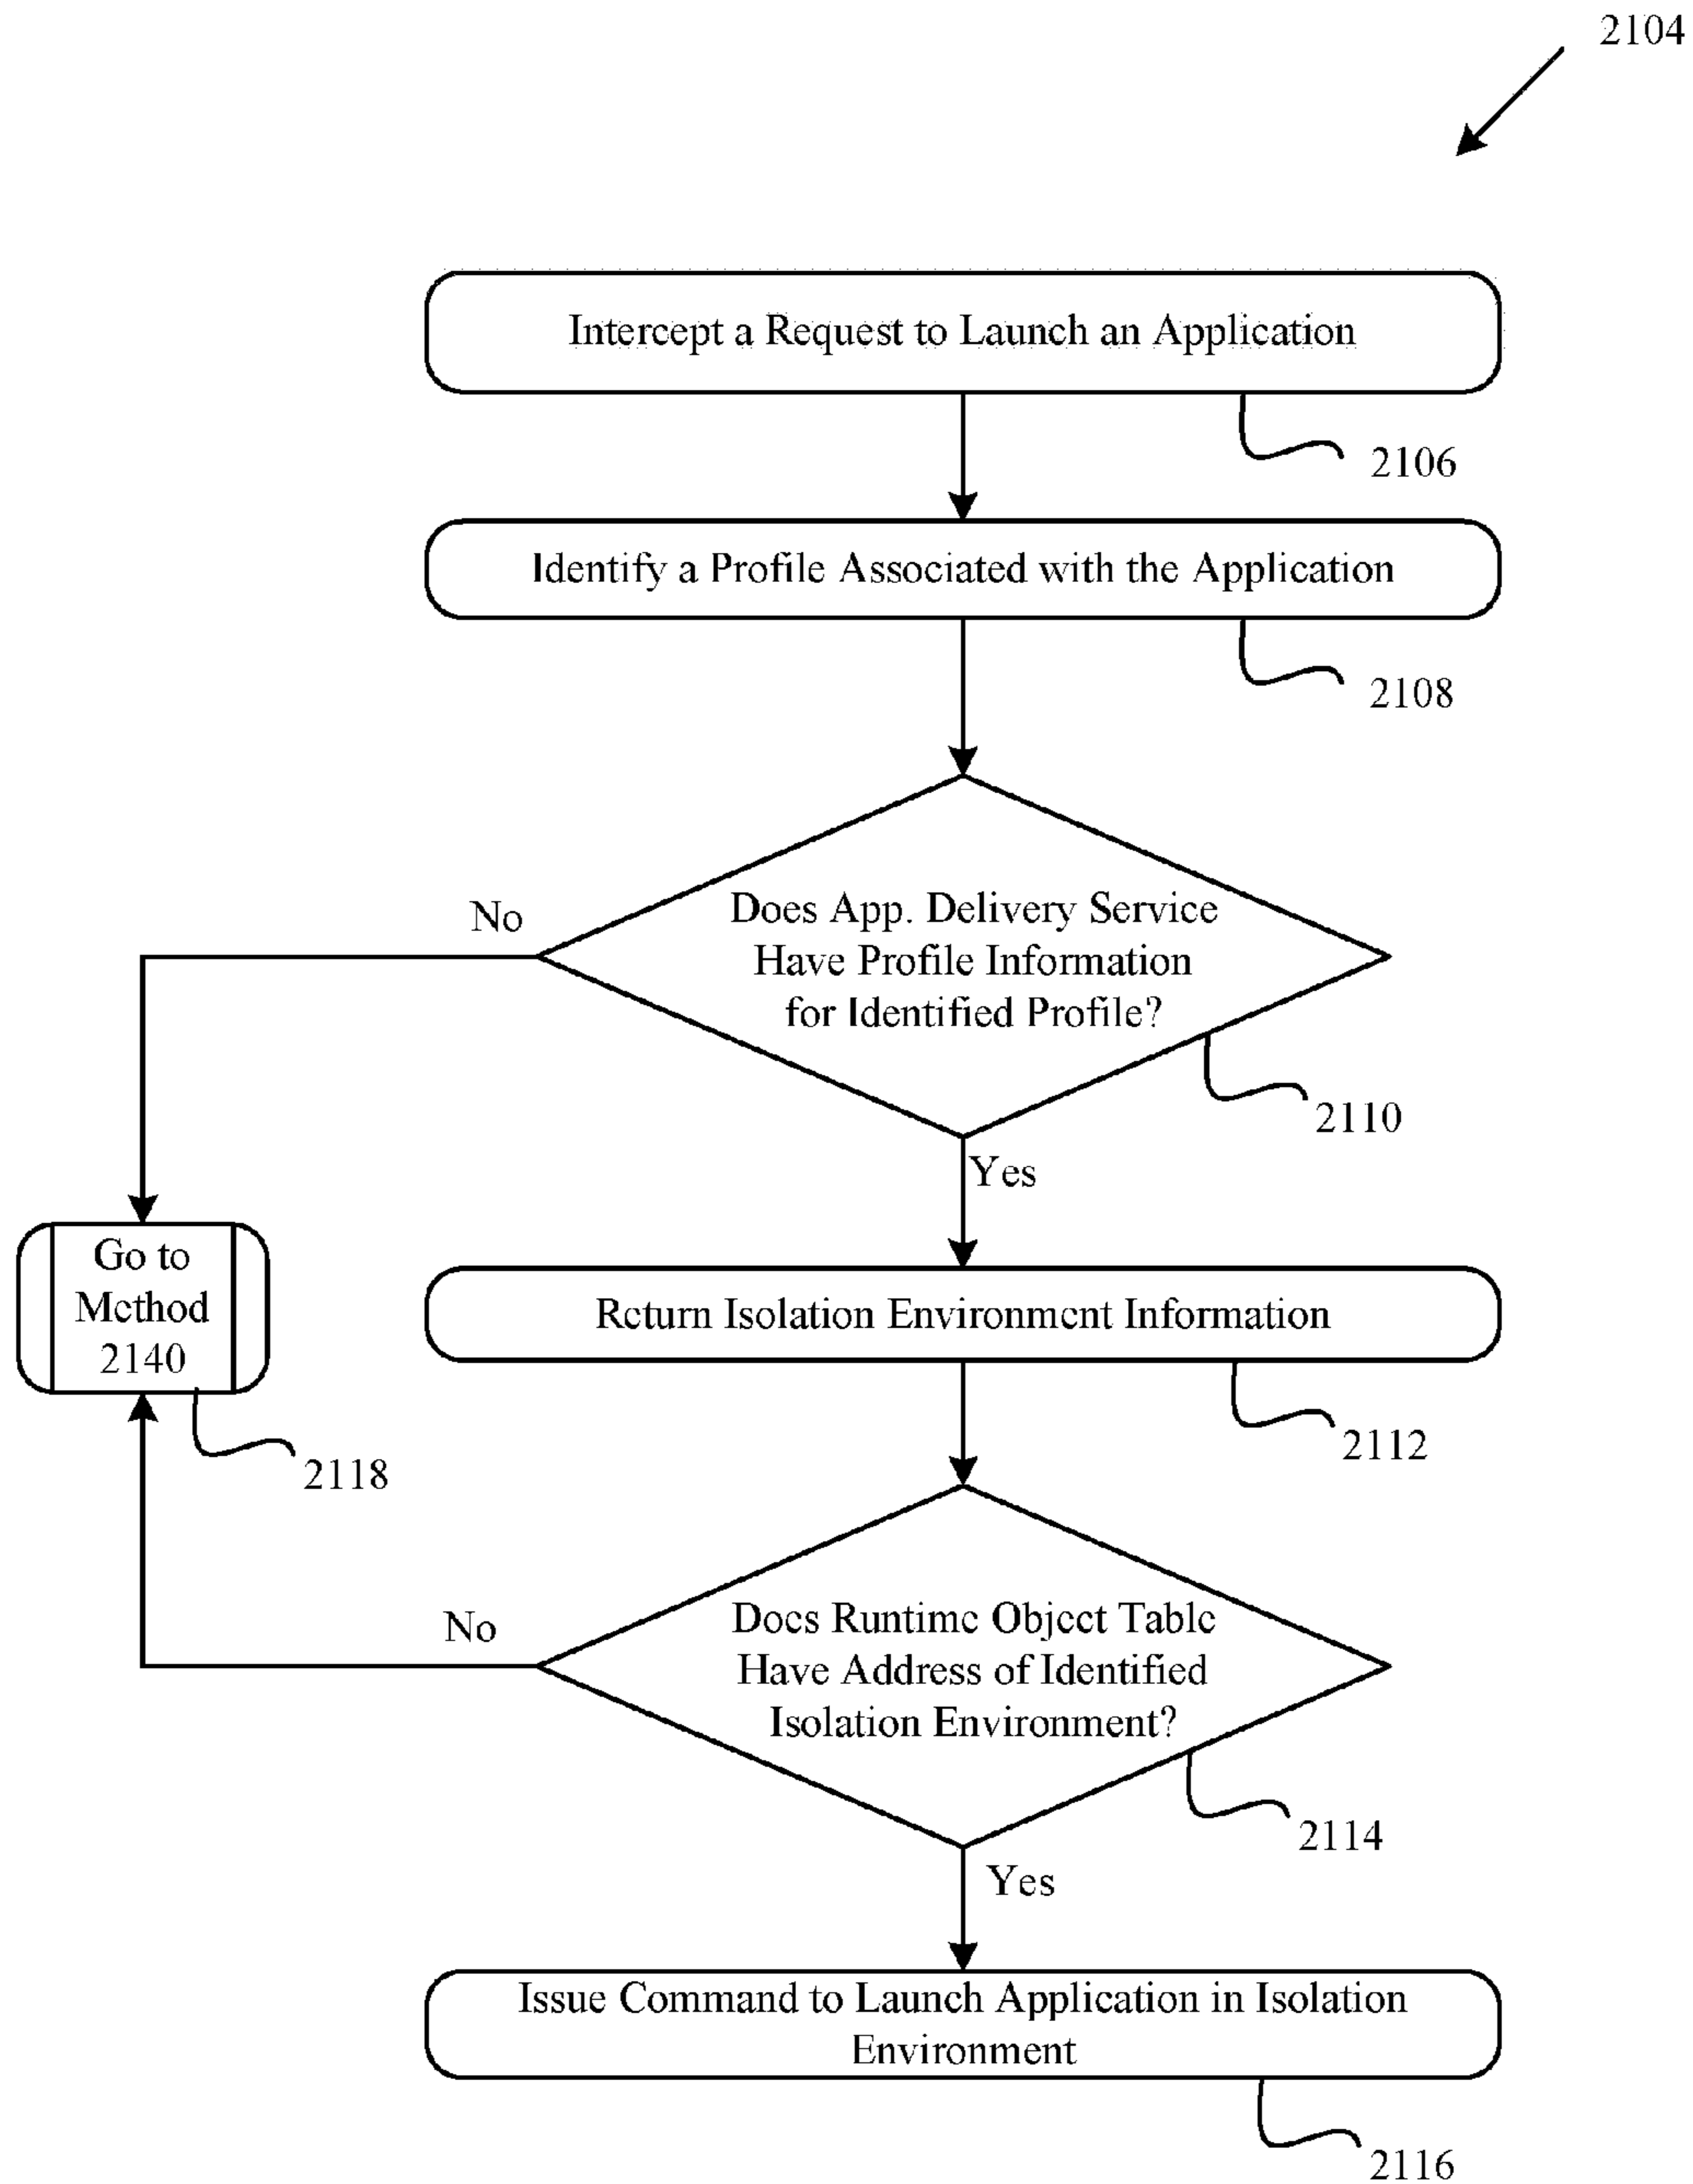 2104
Intercept a Request to Launch an Application
2106
Identify a Profile Associated with the Application
2108
No
Does App. Delivery Service
Have Profile Information
for Identified Profile?
2110
Yes
Go to
Method
2140
2118
Return Isolation Environment Information
2112
No
Does Runtime Object Table
Have Address of Identified
Isolation Environment?
2114
Yes
Issue Command to Launch Application in Isolation
Environment
2116